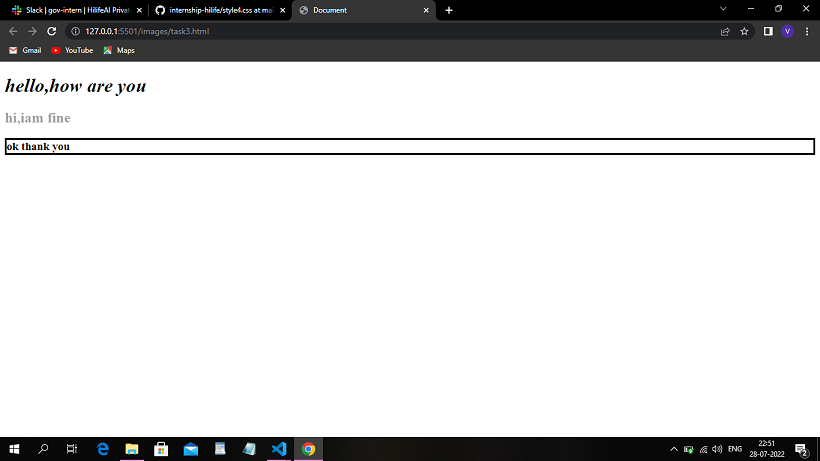 Slack | gov-intern | HilifeAI Privat
internship-hilife/style4.css at ma
Document
127.0.0.1:5501/images/task3.html
V
Gmail
YouTube
Maps
hello,how are you
hi,iam fine
ok thank you
ENG
22:51
28-07-2022
2